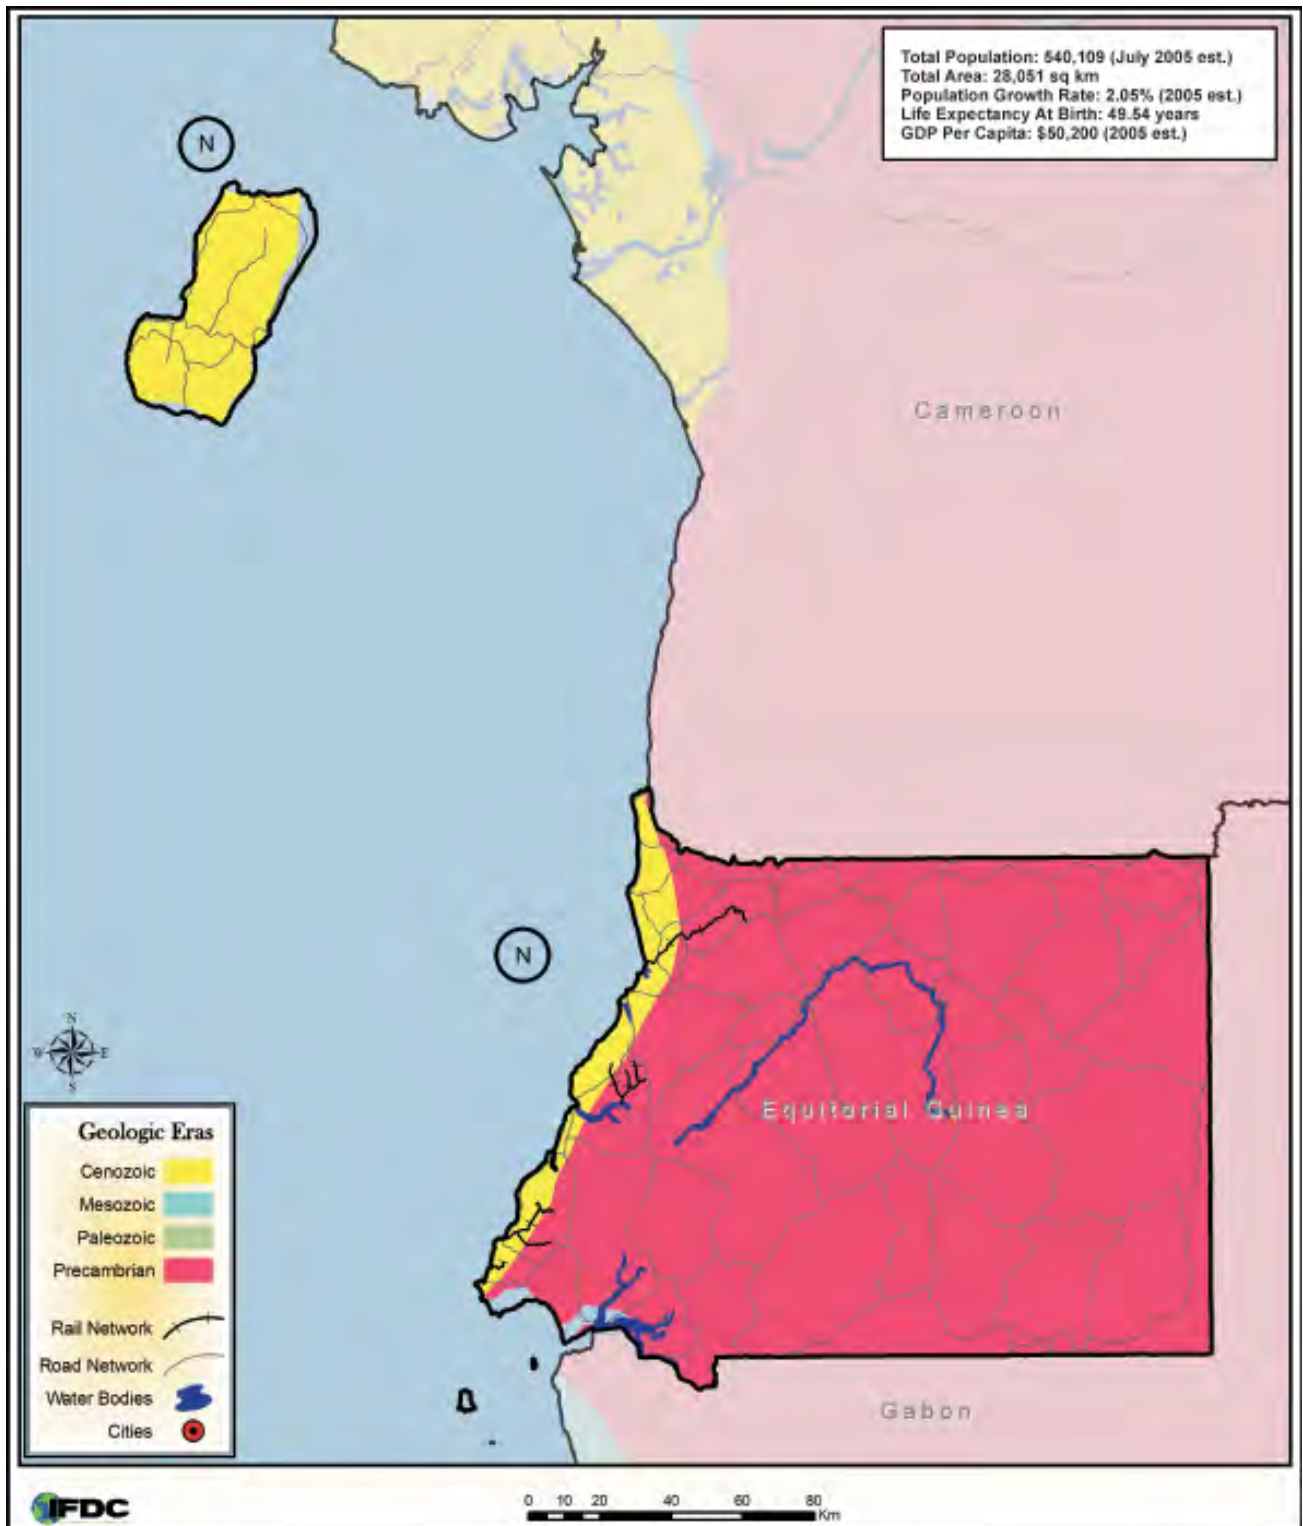 Total Population: 540,109 (July 2005 est.)
Total Area: 28,051 sq km
Population Growth Rate: 2.05% (2005 est.)
Life Expectancy At Birth: 49.54 years
GDP Per Capita: $50,200 (2005 est.)
N
Cameroon
N
N
W E
S
Equitorial Guinea
Geologic Eras
Cenozoic
Mesozoic
Paleozoic
Precambrian
Rail Network
Road Network
Water Bodies
Cities
Gabon
IFDC
0 10 20 40 60 80
Km